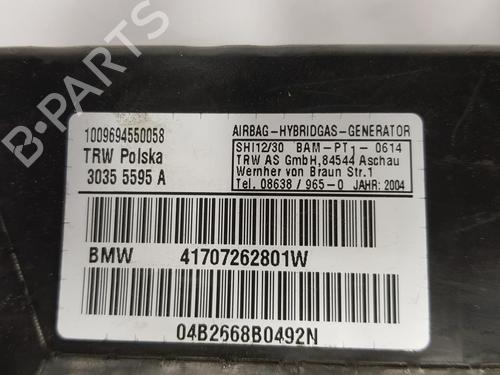 1009694550058
TRW Polska
3035 5595 A
AIRBAG-HYBRIDGAS-GENERATOR
SHI12/30 BAM-PT1-0614
TRW AS GmbH,84544 Aschau
Wernher von Braun Str.1
Tel. 08638/965-0 JAHR: 2004
BMW 41707262801W
04B2668B0492N
B-PARTS